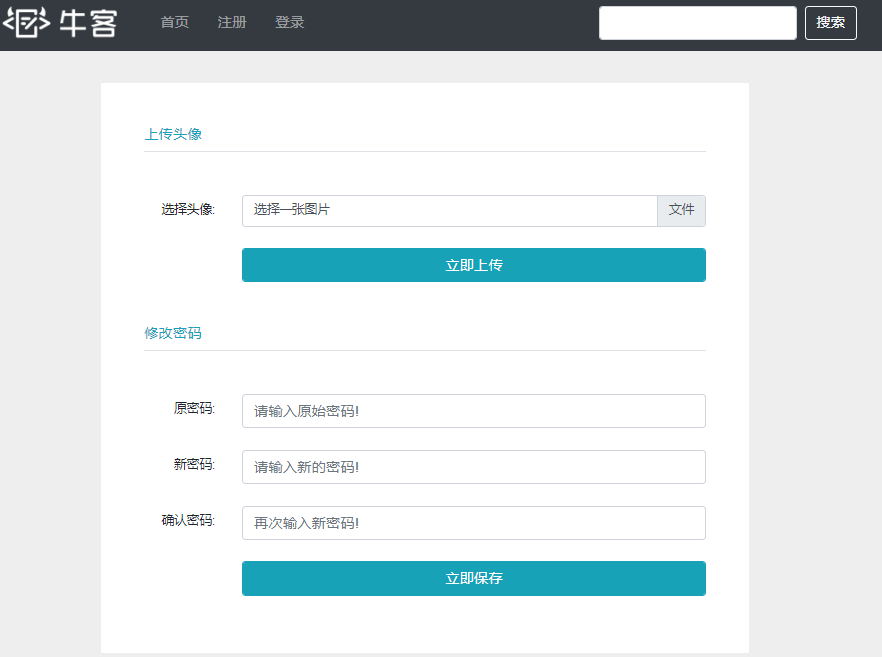 牛客 首页 注册 登录 搜索
上传头像
选择头像: 选择一张图片 文件
立即上传
修改密码
原密码: 请输入原始密码!
新密码: 请输入新的密码!
确认密码: 再次输入新密码!
立即保存